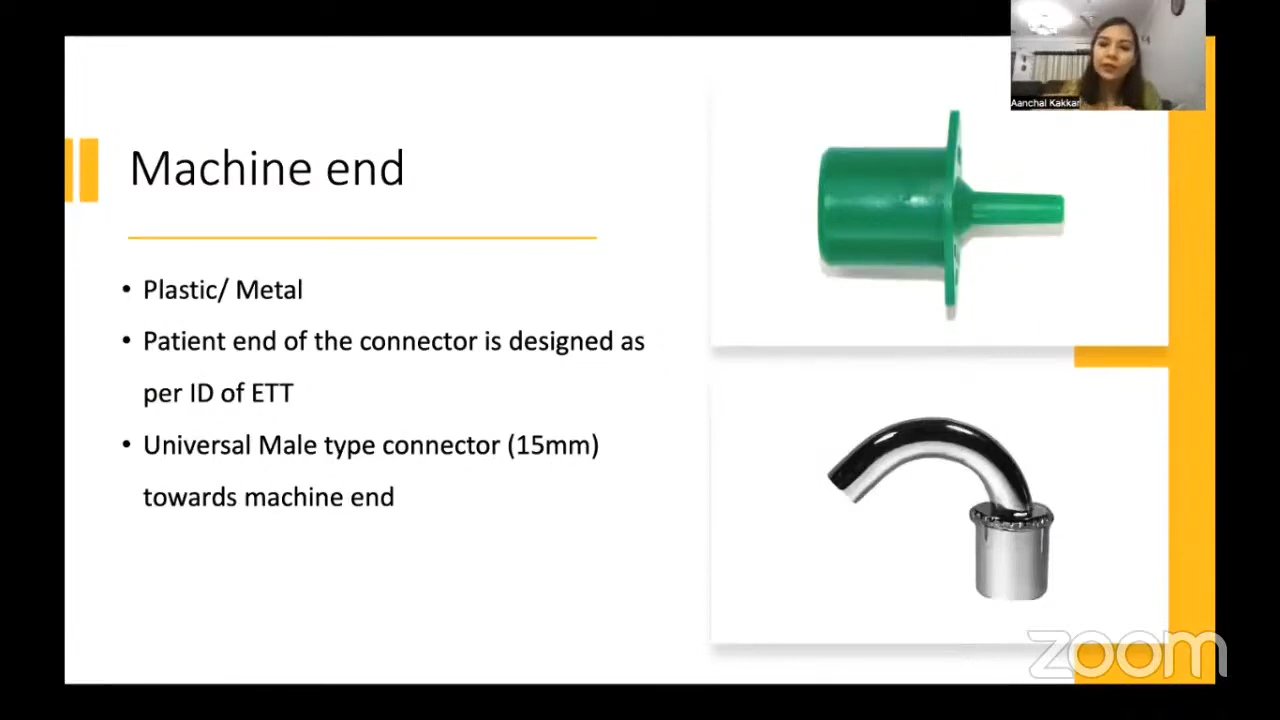 Aanchal Kakkar
Machine end
• Plastic/ Metal
• Patient end of the connector is designed as
per ID of ETT
• Universal Male type connector (15mm)
towards machine end
zoom